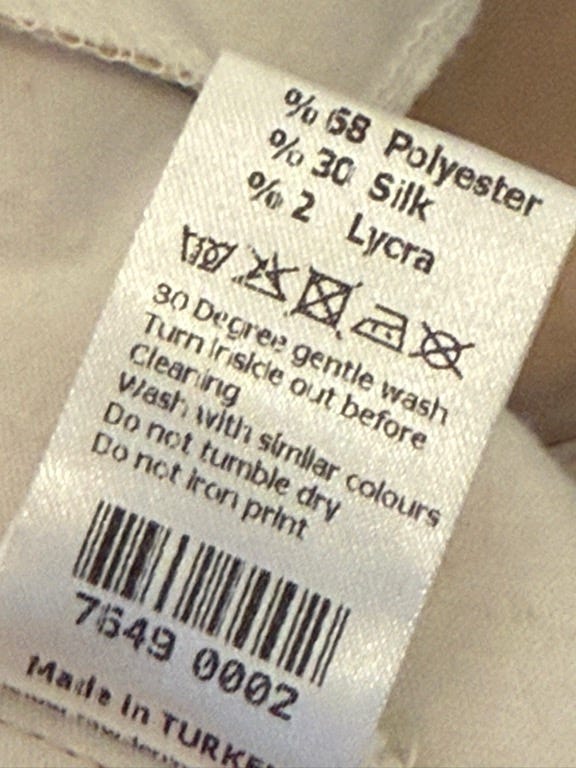 % 68 Polyester
% 30 Silk
% 2 Lycra
30 Degree gentle wash
Turn inside out before
Cleaning
Wash with similar colours
Do not tumble dry
Do not iron print
7649 0002
Made in TURKE